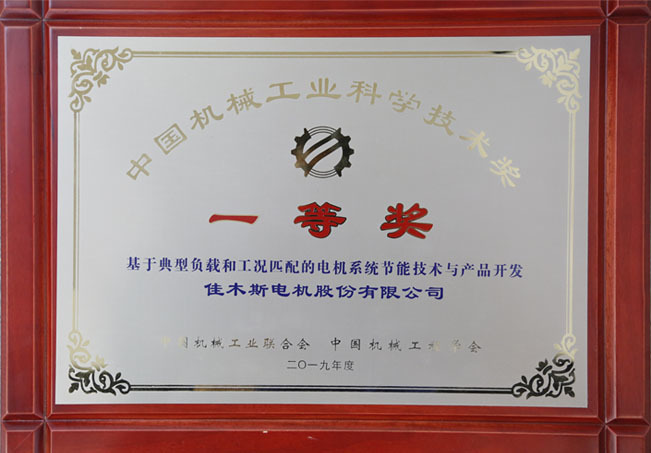 中国机械工业科学技术奖
一等奖
基于典型负载和工况匹配的电机系统节能技术与产品开发
佳木斯电机股份有限公司
中国机械工业联合会 中国机械工程学会
二〇一九年度